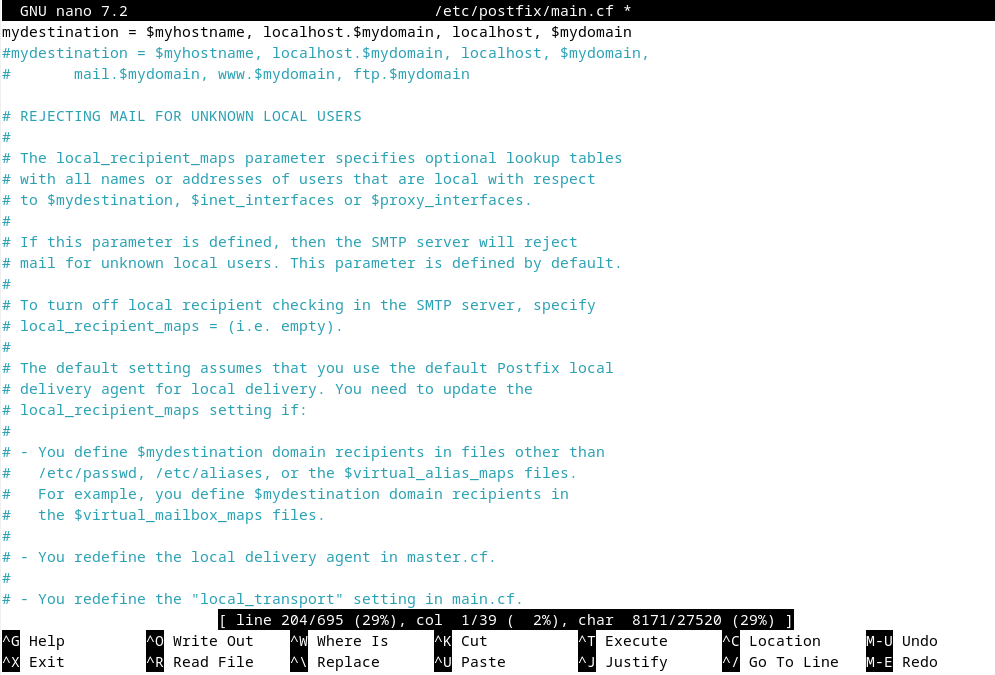 GNU nano 7.2 /etc/postfix/main.cf *
mydestination = $myhostname, localhost.$mydomain, localhost, $mydomain
#mydestination = $myhostname, localhost.$mydomain, localhost, $mydomain,
#       mail.$mydomain, www.$mydomain, ftp.$mydomain

# REJECTING MAIL FOR UNKNOWN LOCAL USERS
#
# The local_recipient_maps parameter specifies optional lookup tables
# with all names or addresses of users that are local with respect
# to $mydestination, $inet_interfaces or $proxy_interfaces.
#
# If this parameter is defined, then the SMTP server will reject
# mail for unknown local users. This parameter is defined by default.
#
# To turn off local recipient checking in the SMTP server, specify
# local_recipient_maps = (i.e. empty).
#
# The default setting assumes that you use the default Postfix local
# delivery agent for local delivery. You need to update the
# local_recipient_maps setting if:
#
# - You define $mydestination domain recipients in files other than
#   /etc/passwd, /etc/aliases, or the $virtual_alias_maps files.
#   For example, you define $mydestination domain recipients in
#   the $virtual_mailbox_maps files.
#
# - You redefine the local delivery agent in master.cf.
#
# - You redefine the "local_transport" setting in main.cf.
[ line 204/695 (29%), col  1/39 (  2%), char  8171/27520 (29%) ]
^G Help ^O Write Out ^W Where Is ^K Cut ^T Execute ^C Location M-U Undo
^X Exit ^R Read File ^\ Replace ^U Paste ^J Justify ^/ Go To Line M-E Redo